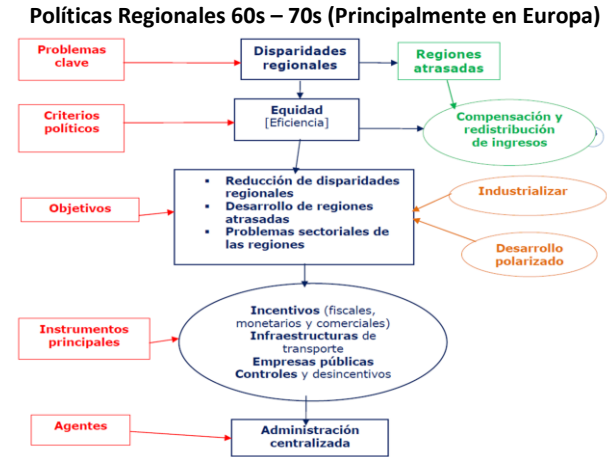 Políticas Regionales 60s – 70s (Principalmente en Europa)
Problemas
clave
Disparidades
regionales
Regiones
atrasadas
Criterios
políticos
Equidad
[Eficiencia]
Compensación y
redistribución
de ingresos
Objetivos
▪ Reducción de disparidades
regionales
▪ Desarrollo de regiones
atrasadas
▪ Problemas sectoriales de
las regiones
Industrializar
Desarrollo
polarizado
Instrumentos
principales
Incentivos (fiscales,
monetarios y comerciales)
Infraestructuras de
transporte
Empresas públicas
Controles y desincentivos
Agentes
Administración
centralizada